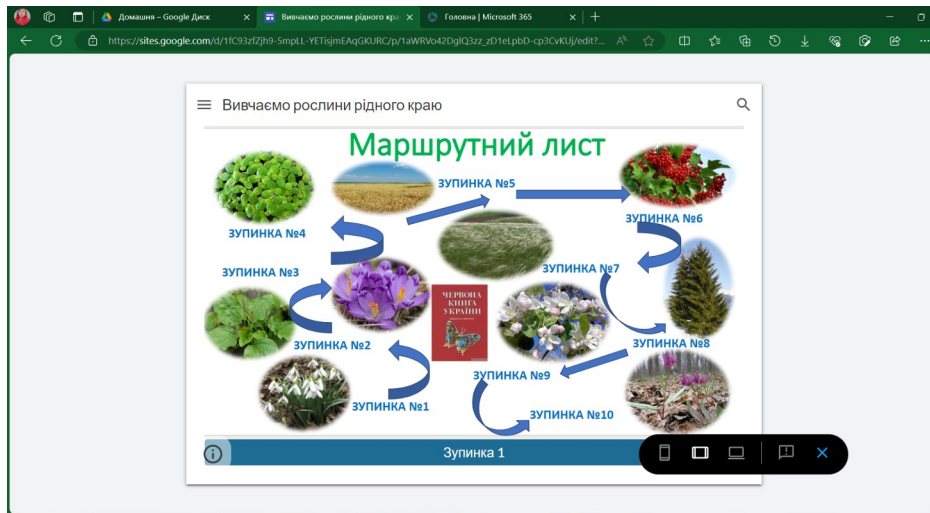 Домашня – Google Диск
Вивчаємо рослини рідного кра
Головна | Microsoft 365
https://sites.google.com/d/1fC93zfZjh9-5mpLL-YETisjmEAqGKURC/p/1aWRVo42DgIQ3zz_zD1eLpbD-cp3CvKUj/edit?...
Вивчаємо рослини рідного краю
Маршрутний лист
ЗУПИНКА №5
ЗУПИНКА №6
ЗУПИНКА №4
ЗУПИНКА №3
ЗУПИНКА №7
ЧЕРВОНА
КНИГА
УКРАЇНИ
ЗУПИНКА №2
ЗУПИНКА №8
ЗУПИНКА №9
ЗУПИНКА №1
ЗУПИНКА №10
Зупинка 1